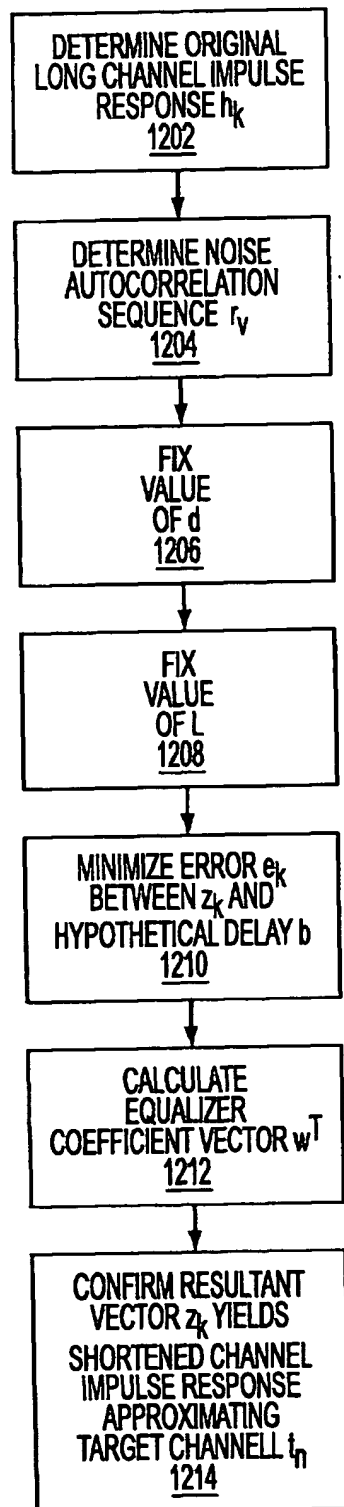 DETERMINE ORIGINAL
LONG CHANNEL IMPULSE
RESPONSE hk
1202
DETERMINE NOISE
AUTOCORRELATION
SEQUENCE rv
1204
FIX
VALUE
OF d
1206
FIX
VALUE
OF L
1208
MINIMIZE ERROR ek
BETWEEN zk AND
HYPOTHETICAL DELAY b
1210
CALCULATE
EQUALIZER
COEFFICIENT VECTOR wT
1212
CONFIRM RESULTANT
VECTOR zk YIELDS
SHORTENED CHANNEL
IMPULSE RESPONSE
APPROXIMATING
TARGET CHANNELL tn
1214